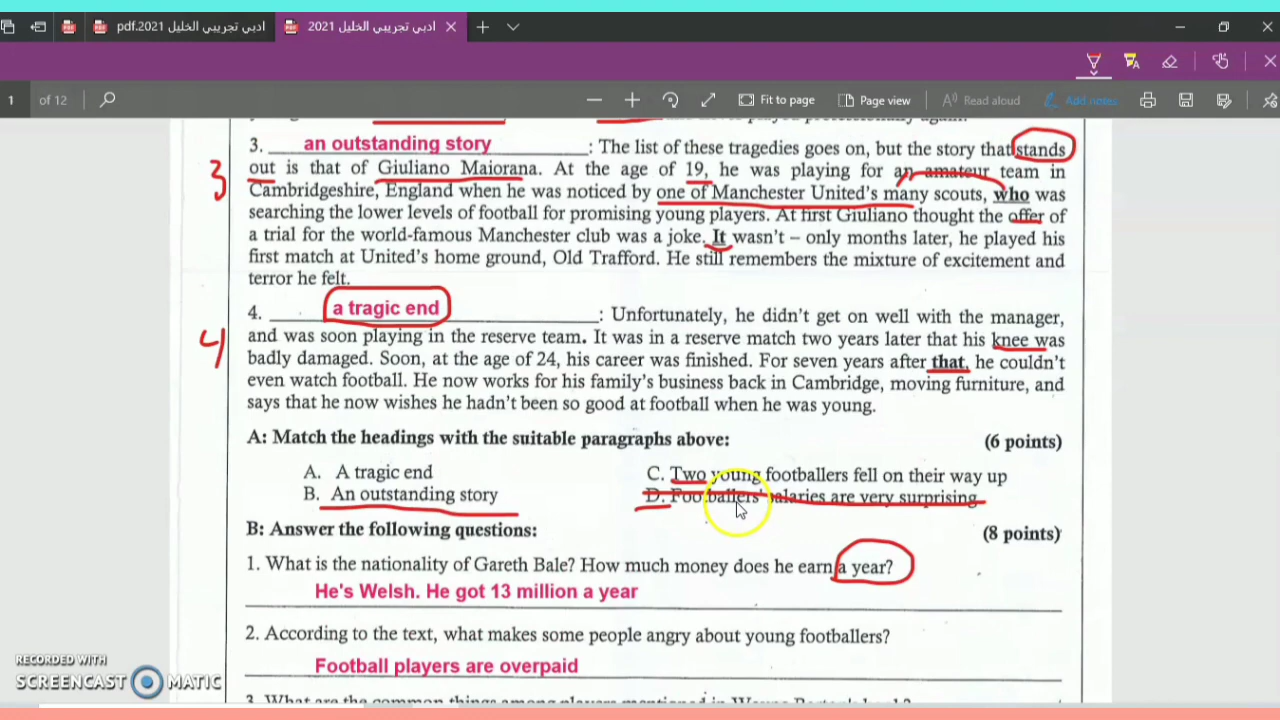 ادبي تجريبي الخليل 2021.pdf
ادبي تجريبي الخليل 2021
1 of 12
Fit to page
Page view
Read aloud
Add notes
3. an outstanding story : The list of these tragedies goes on, but the story that stands
3
out is that of Giuliano Maiorana. At the age of 19, he was playing for an amateur team in
Cambridgeshire, England when he was noticed by one of Manchester United's many scouts, who was
searching the lower levels of football for promising young players. At first Giuliano thought the offer of
a trial for the world-famous Manchester club was a joke. It wasn't – only months later, he played his
first match at United's home ground, Old Trafford. He still remembers the mixture of excitement and
terror he felt.
4. a tragic end : Unfortunately, he didn't get on well with the manager,
4
and was soon playing in the reserve team. It was in a reserve match two years later that his knee was
badly damaged. Soon, at the age of 24, his career was finished. For seven years after that, he couldn't
even watch football. He now works for his family's business back in Cambridge, moving furniture, and
says that he now wishes he hadn't been so good at football when he was young.
A: Match the headings with the suitable paragraphs above: (6 points)
A. A tragic end C. Two young footballers fell on their way up
B. An outstanding story D. Footballers' salaries are very surprising
B: Answer the following questions: (8 points)
1. What is the nationality of Gareth Bale? How much money does he earn a year?
He's Welsh. He got 13 million a year
2. According to the text, what makes some people angry about young footballers?
Football players are overpaid
RECORDED WITH
SCREENCAST MATIC